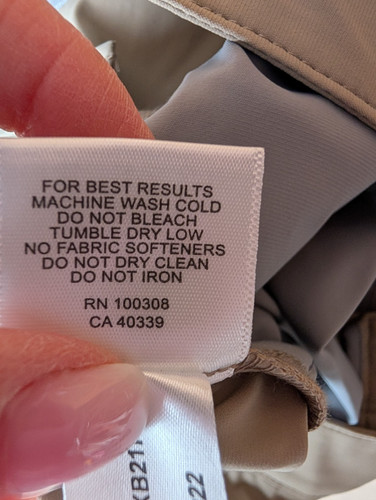 FOR BEST RESULTS
MACHINE WASH COLD
DO NOT BLEACH
TUMBLE DRY LOW
NO FABRIC SOFTENERS
DO NOT DRY CLEAN
DO NOT IRON
RN 100308
CA 40339
22